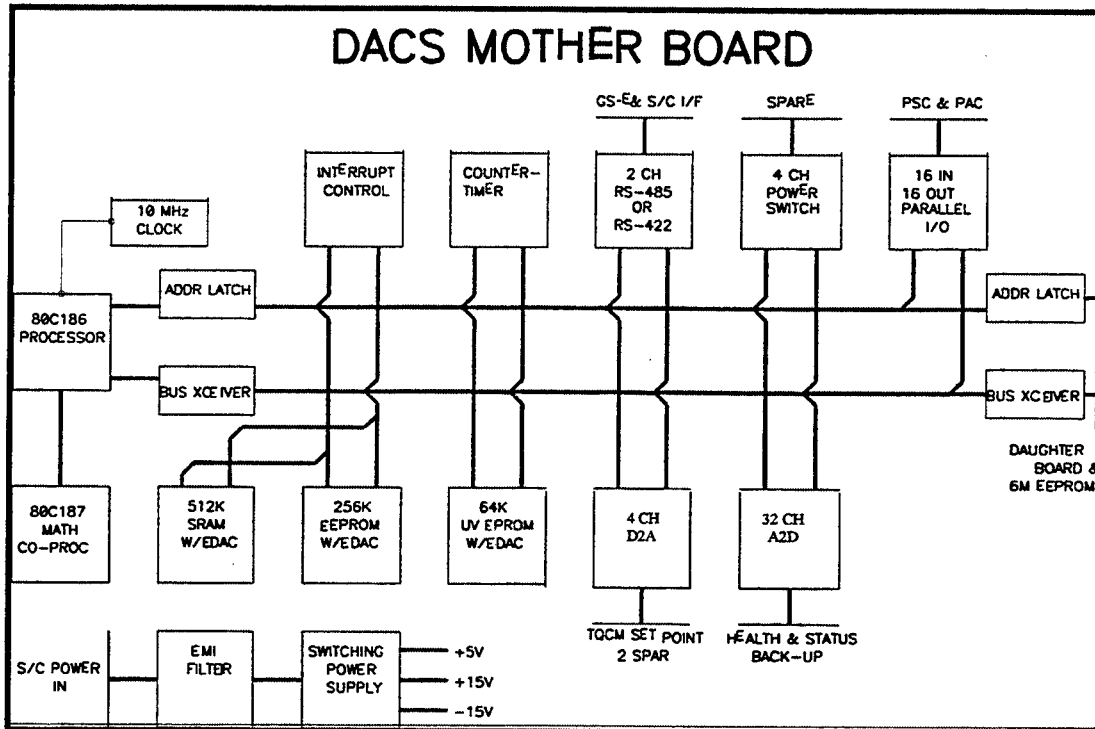 DACS MOTHER BOARD
GS-E& S/C I/F
SPARE
PSC & PAC
INTERRUPT
CONTROL
COUNTER-
TIMER
2 CH
RS-485
OR
RS-422
4 CH
POWER
SWITCH
16 IN
16 OUT
PARALLEL
I/O
10 MHz
CLOCK
ADDR LATCH
ADDR LATCH
80C186
PROCESSOR
BUS XCEIVER
BUS XCEIVER
DAUGHTER
BOARD &
6M EEPROM
80C187
MATH
CO-PROC
512K
SRAM
W/EDAC
256K
EEPROM
W/EDAC
64K
UV EPROM
W/EDAC
4 CH
D2A
32 CH
A2D
TQCM SET POINT
2 SPAR
HEALTH & STATUS
BACK-UP
S/C POWER
IN
EMI
FILTER
SWITCHING
POWER
SUPPLY
+5V
+15V
-15V